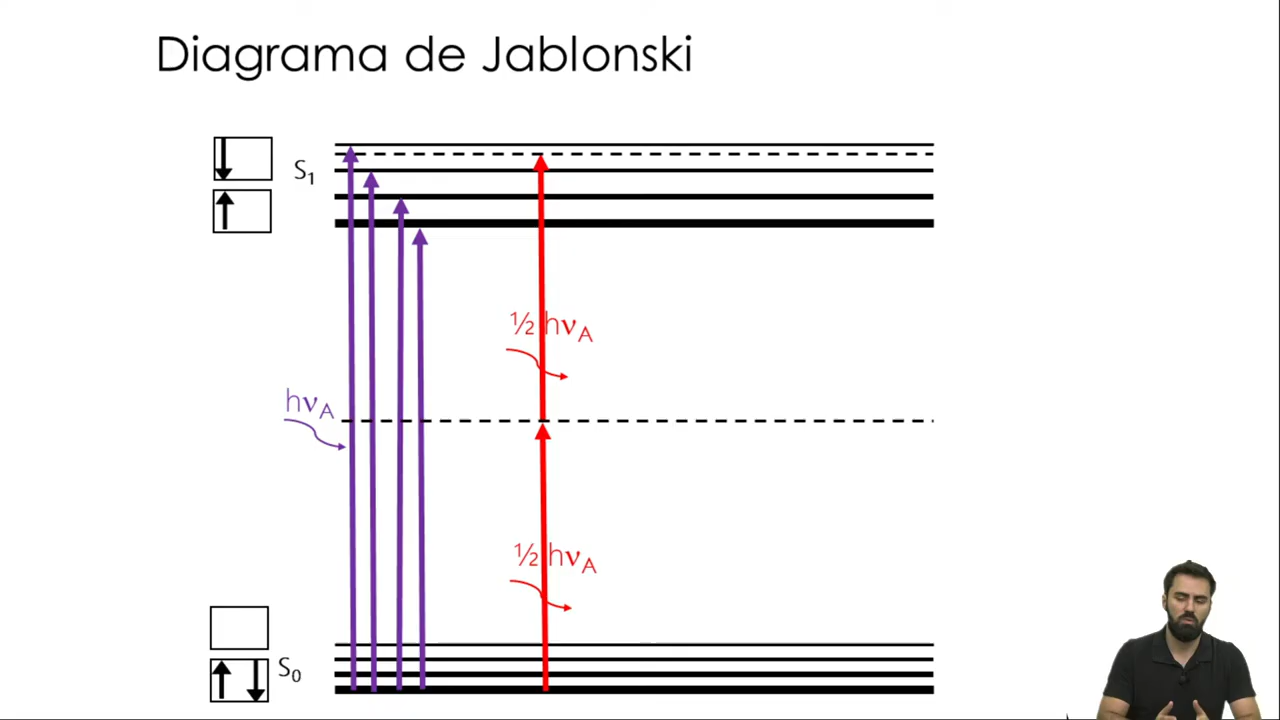 Diagrama de Jablonski
S₁
½ hνA
hνA
½ hνA
S₀